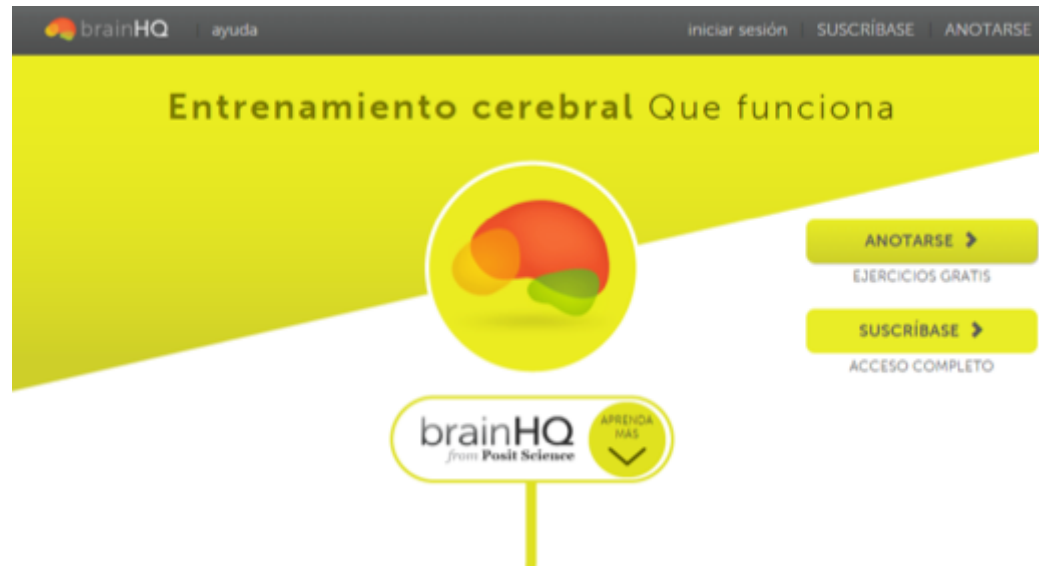 brainHQ ayuda iniciar sesión SUSCRÍBASE ANOTARSE
Entrenamiento cerebral Que funciona
ANOTARSE
EJERCICIOS GRATIS
SUSCRÍBASE
ACCESO COMPLETO
brainHQ
from Posit Science
APRENDA
MÁS